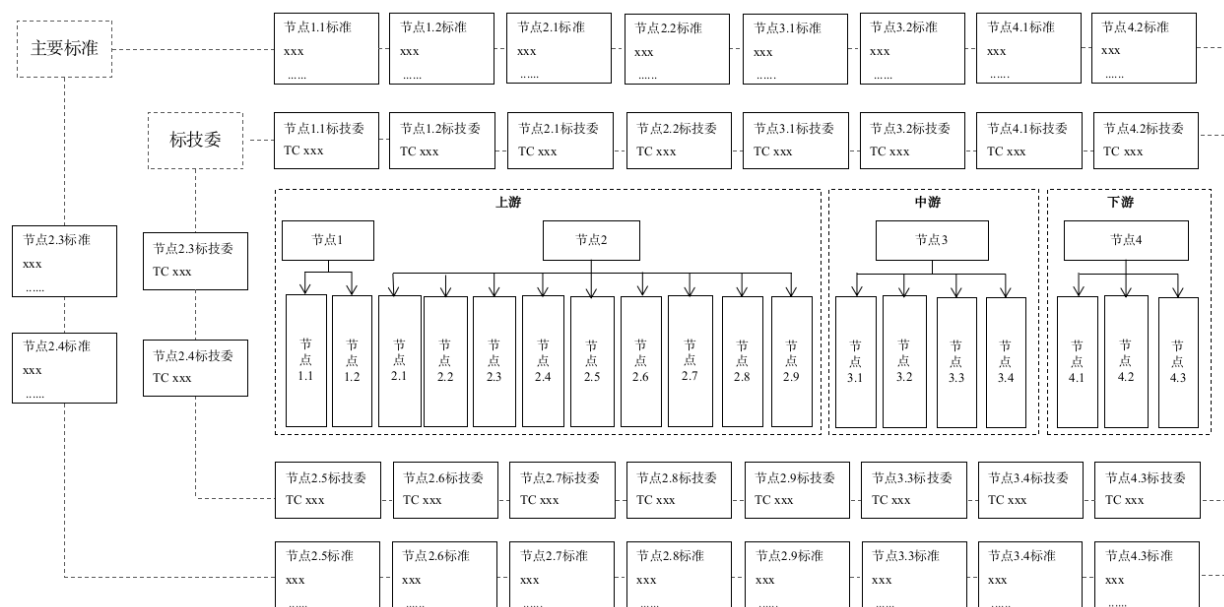 主要标准
节点1.1标准
xxx
......
节点1.2标准
xxx
......
节点2.1标准
xxx
......
节点2.2标准
xxx
......
节点3.1标准
xxx
......
节点3.2标准
xxx
......
节点4.1标准
xxx
......
节点4.2标准
xxx
......
标技委
节点1.1标技委
TC xxx
节点1.2标技委
TC xxx
节点2.1标技委
TC xxx
节点2.2标技委
TC xxx
节点3.1标技委
TC xxx
节点3.2标技委
TC xxx
节点4.1标技委
TC xxx
节点4.2标技委
TC xxx
节点2.3标准
xxx
......
节点2.4标准
xxx
......
节点2.3标技委
TC xxx
节点2.4标技委
TC xxx
上游
节点1
节点2
节点1.1
节点1.2
节点2.1
节点2.2
节点2.3
节点2.4
节点2.5
节点2.6
节点2.7
节点2.8
节点2.9
中游
节点3
节点3.1
节点3.2
节点3.3
节点3.4
下游
节点4
节点4.1
节点4.2
节点4.3
节点2.5标技委
TC xxx
节点2.6标技委
TC xxx
节点2.7标技委
TC xxx
节点2.8标技委
TC xxx
节点2.9标技委
TC xxx
节点3.3标技委
TC xxx
节点3.4标技委
TC xxx
节点4.3标技委
TC xxx
节点2.5标准
xxx
......
节点2.6标准
xxx
......
节点2.7标准
xxx
......
节点2.8标准
xxx
......
节点2.9标准
xxx
......
节点3.3标准
xxx
......
节点3.4标准
xxx
......
节点4.3标准
xxx
......